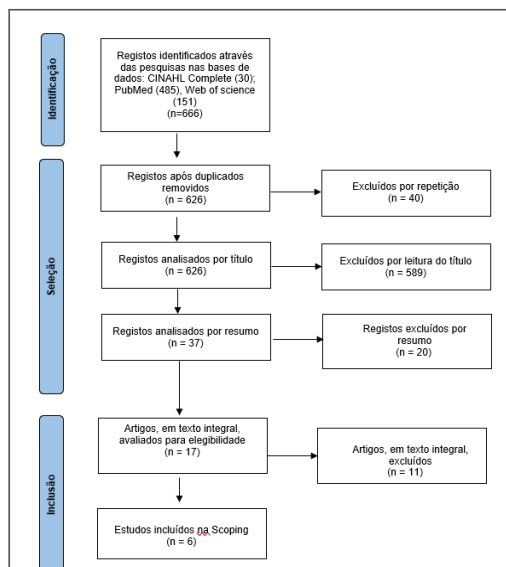 Identificação
Registos identificados através
das pesquisas nas bases de
dados: CINAHL Complete (30);
PubMed (485), Web of science
(151)
(n=666)
Seleção
Registos após duplicados
removidos
(n = 626)
Excluídos por repetição
(n = 40)
Registos analisados por título
(n = 626)
Excluídos por leitura do título
(n = 589)
Registos analisados por resumo
(n = 37)
Registos excluídos por
resumo
(n = 20)
Inclusão
Artigos, em texto integral,
avaliados para elegibilidade
(n = 17)
Artigos, em texto integral,
excluídos
(n = 11)
Estudos incluídos na Scoping
(n = 6)